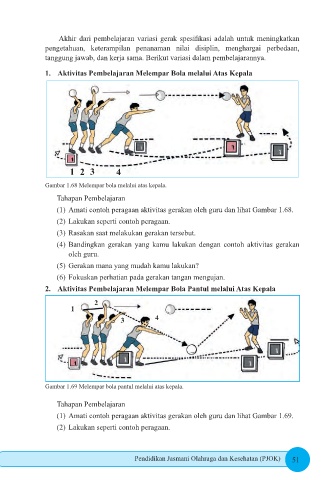 Akhir dari pembelajaran variasi gerak spesifikasi adalah untuk meningkatkan
pengetahuan, keterampilan penanaman nilai disiplin, menghargai perbedaan,
tanggung jawab, dan kerja sama. Berikut variasi dalam pembelajarannya.
1. Aktivitas Pembelajaran Melempar Bola melalui Atas Kepala
1 2 3 4
Gambar 1.68 Melempar bola melalui atas kepala.
Tahapan Pembelajaran
(1) Amati contoh peragaan aktivitas gerakan oleh guru dan lihat Gambar 1.68.
(2) Lakukan seperti contoh peragaan.
(3) Rasakan saat melakukan gerakan tersebut.
(4) Bandingkan gerakan yang kamu lakukan dengan contoh aktivitas gerakan
oleh guru.
(5) Gerakan mana yang mudah kamu lakukan?
(6) Fokuskan perhatian pada gerakan tangan mengujan.
2. Aktivitas Pembelajaran Melempar Bola Pantul melalui Atas Kepala
1 2 3 4
Gambar 1.69 Melempar bola pantul melalui atas kepala.
Tahapan Pembelajaran
(1) Amati contoh peragaan aktivitas gerakan oleh guru dan lihat Gambar 1.69.
(2) Lakukan seperti contoh peragaan.
Pendidikan Jasmani Olahraga dan Kesehatan (PJOK) 51